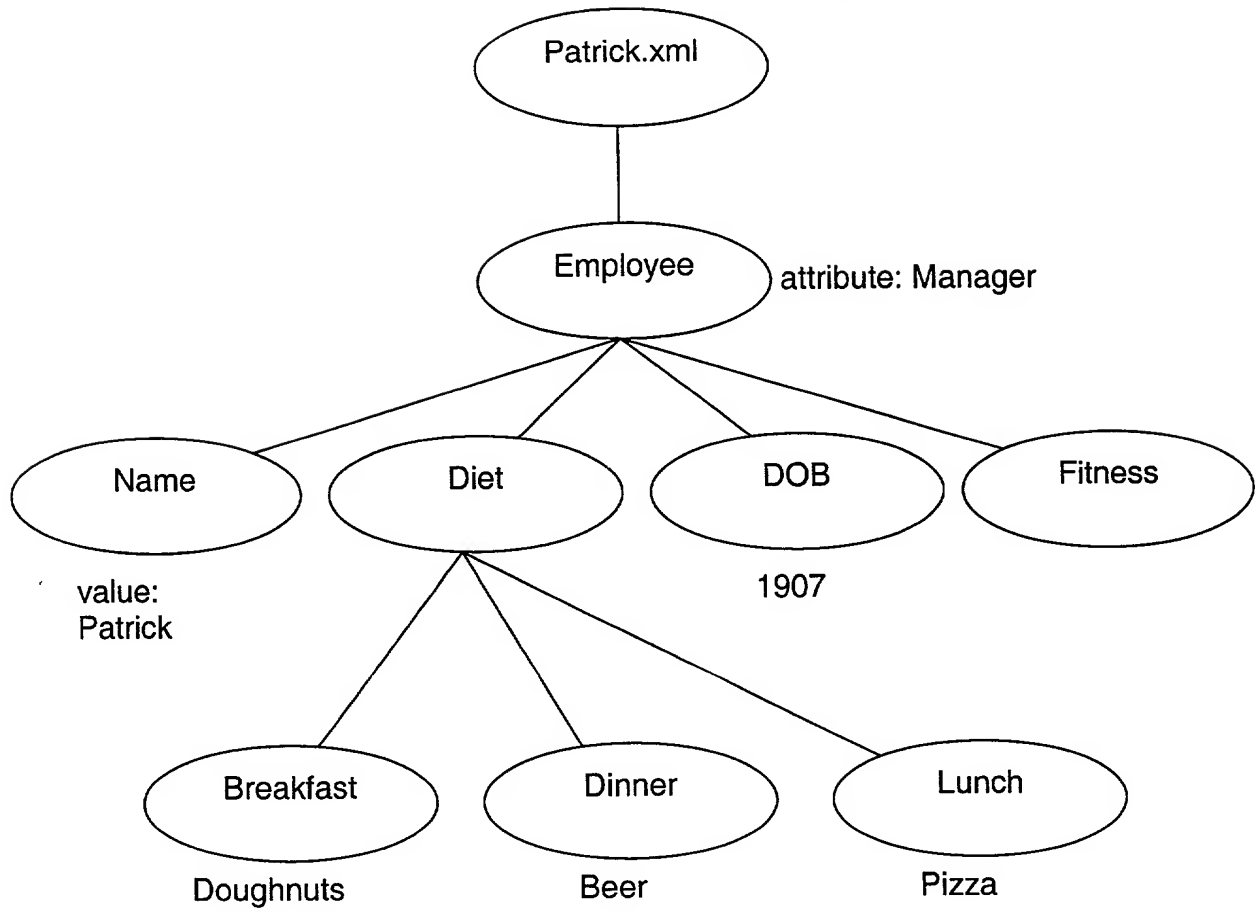 Patrick.xml
Employee
attribute: Manager
Name
Diet
DOB
Fitness
value:
Patrick
1907
Breakfast
Dinner
Lunch
Doughnuts
Beer
Pizza